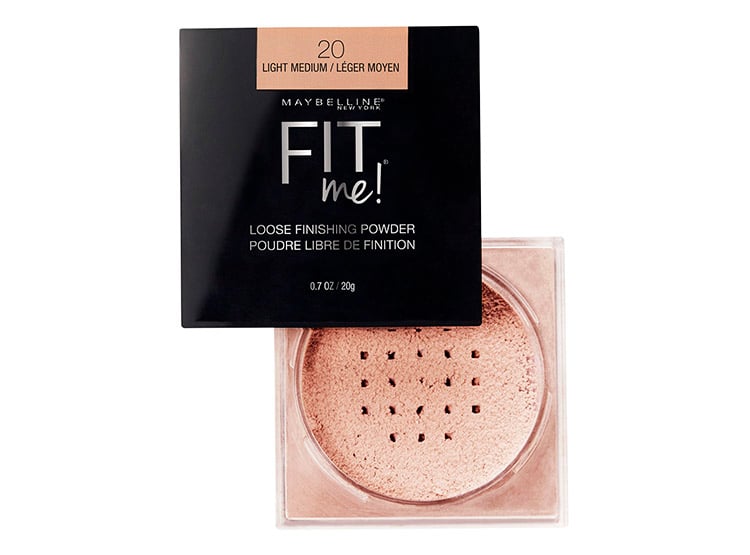 20
LIGHT MEDIUM / LÉGER MOYEN
MAYBELLINE®
NEW YORK
FIT
me!®
LOOSE FINISHING POWDER
POUDRE LIBRE DE FINITION
0.7 OZ / 20g